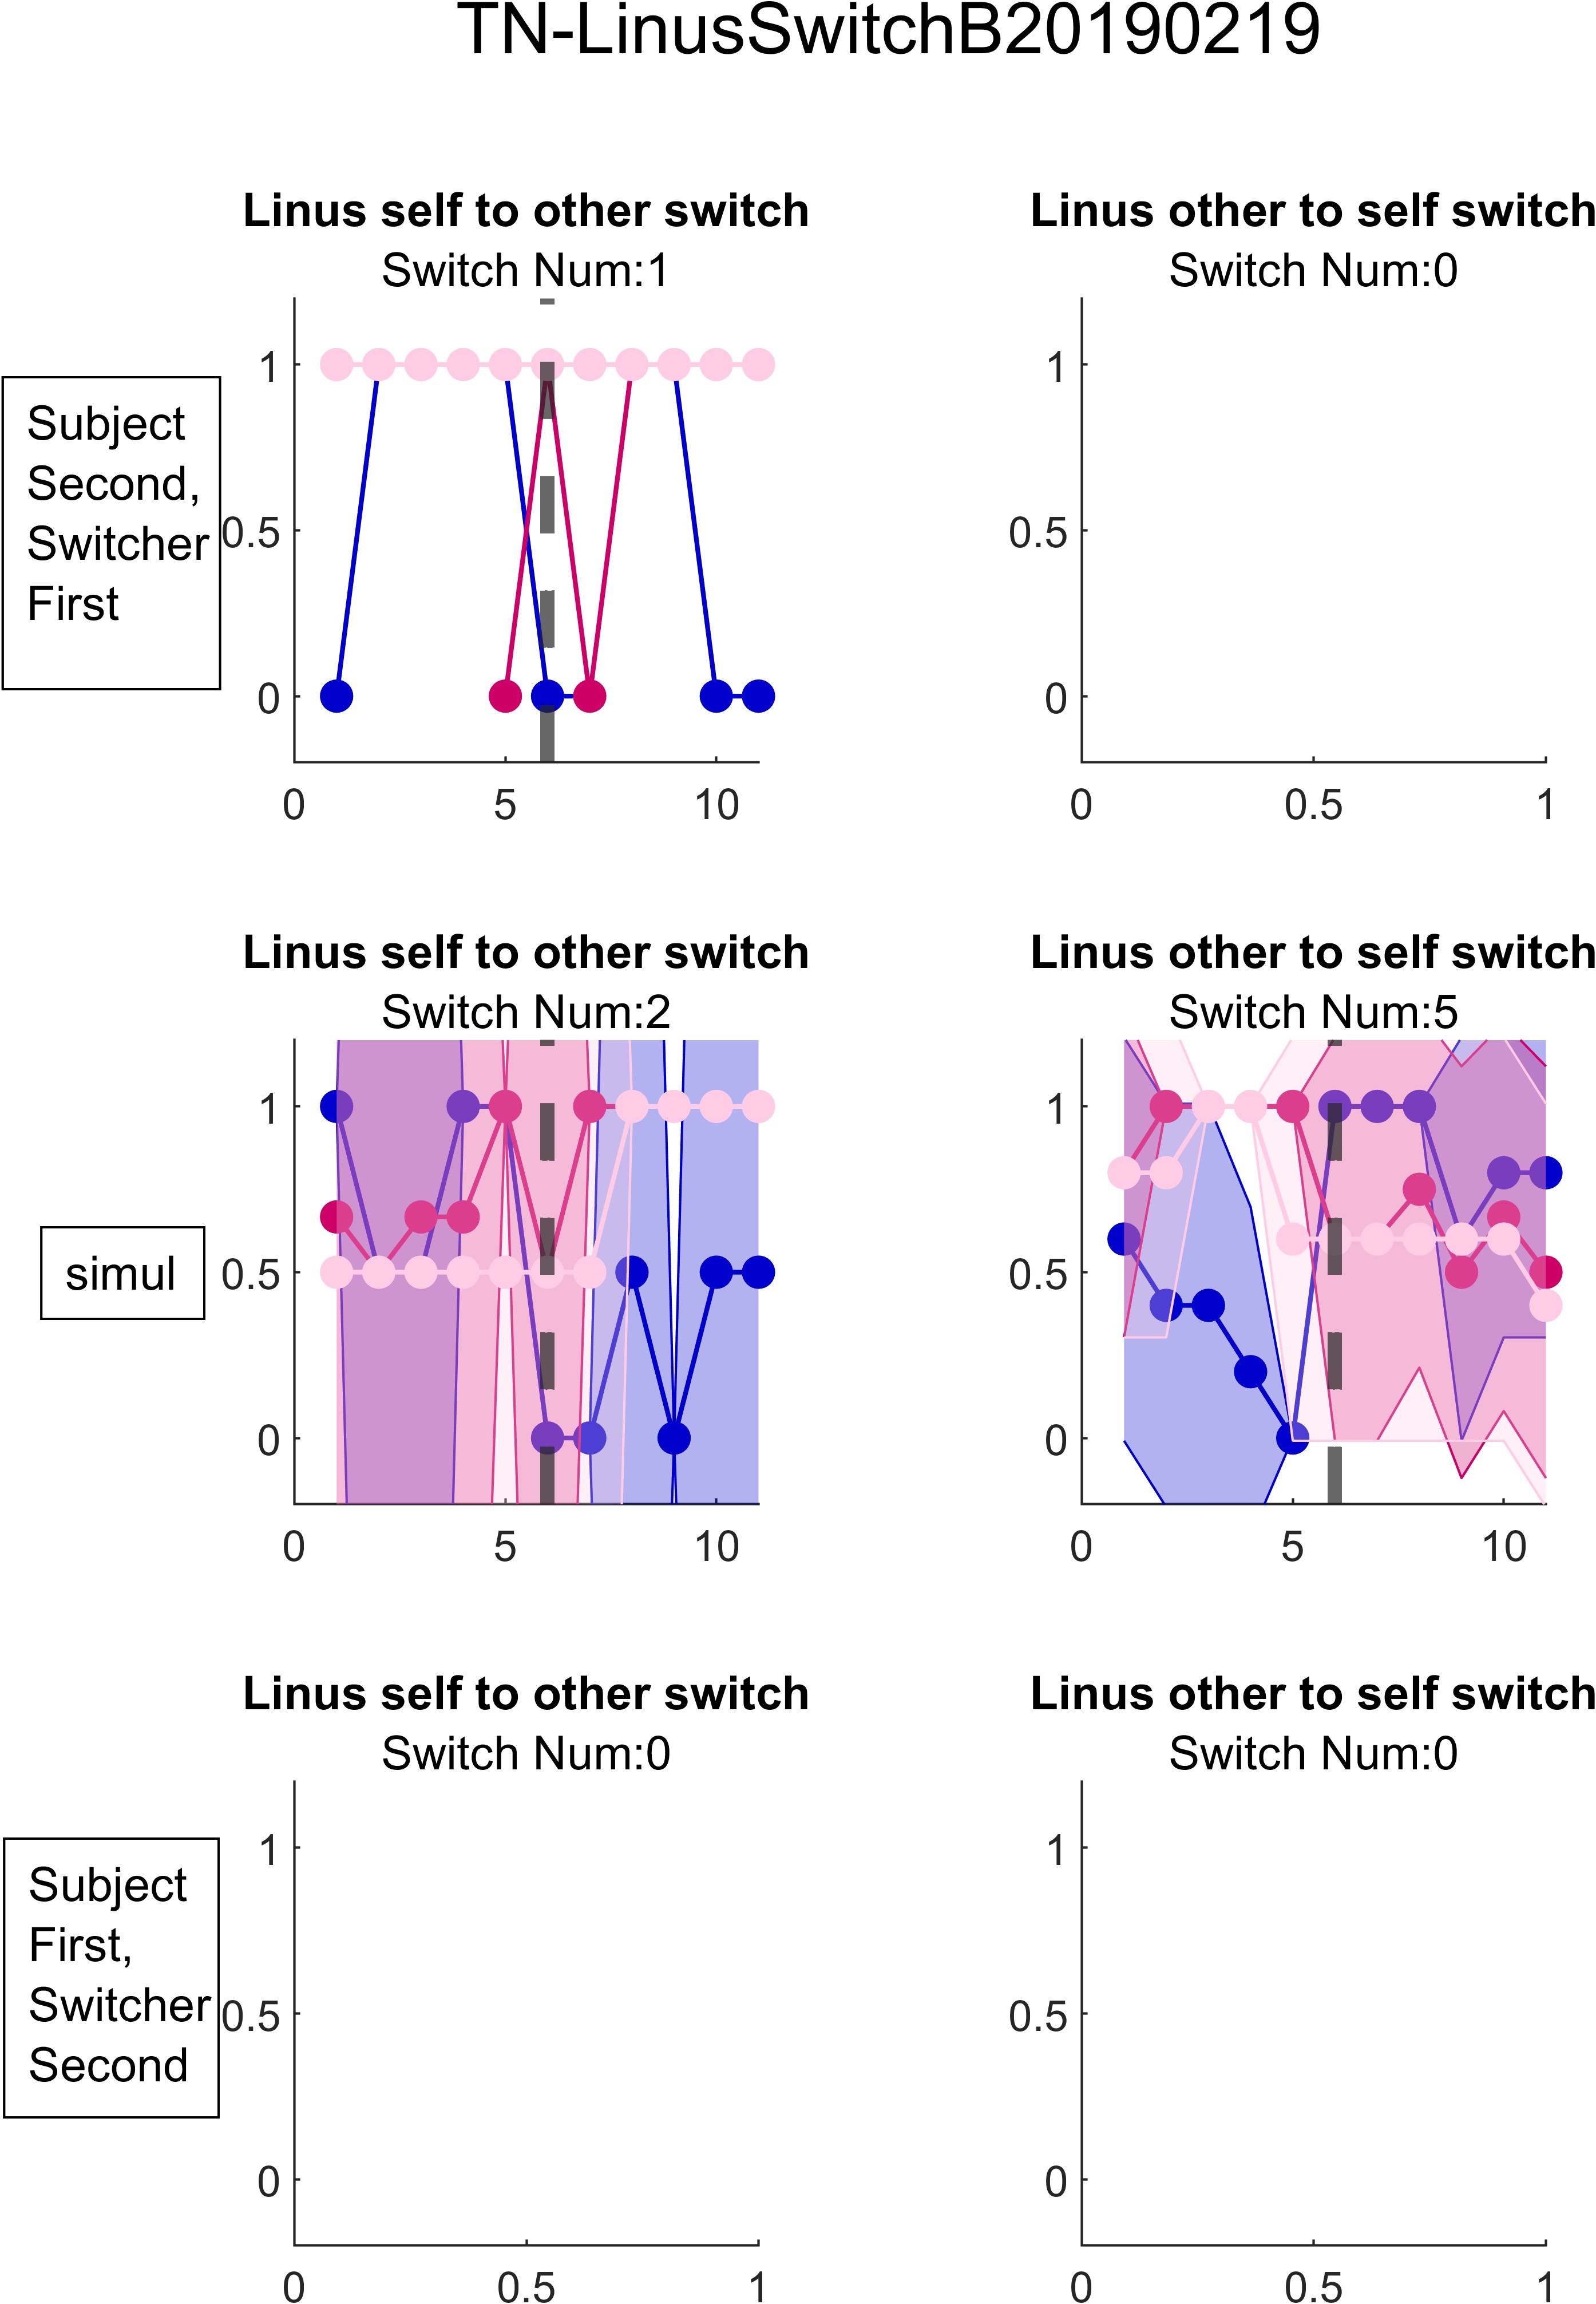 TN-LinusSwitchB20190219
Linus self to other switch
Switch Num:1
Linus other to self switch
Switch Num:0
Subject
Second,
Switcher
First
1
0.5
0
0
5
10
1
0.5
0
0
0.5
1
Linus self to other switch
Switch Num:2
Linus other to self switch
Switch Num:5
simul
1
0.5
0
0
5
10
1
0.5
0
0
5
10
Linus self to other switch
Switch Num:0
Linus other to self switch
Switch Num:0
Subject
First,
Switcher
Second
1
0.5
0
0
0.5
1
1
0.5
0
0
0.5
1